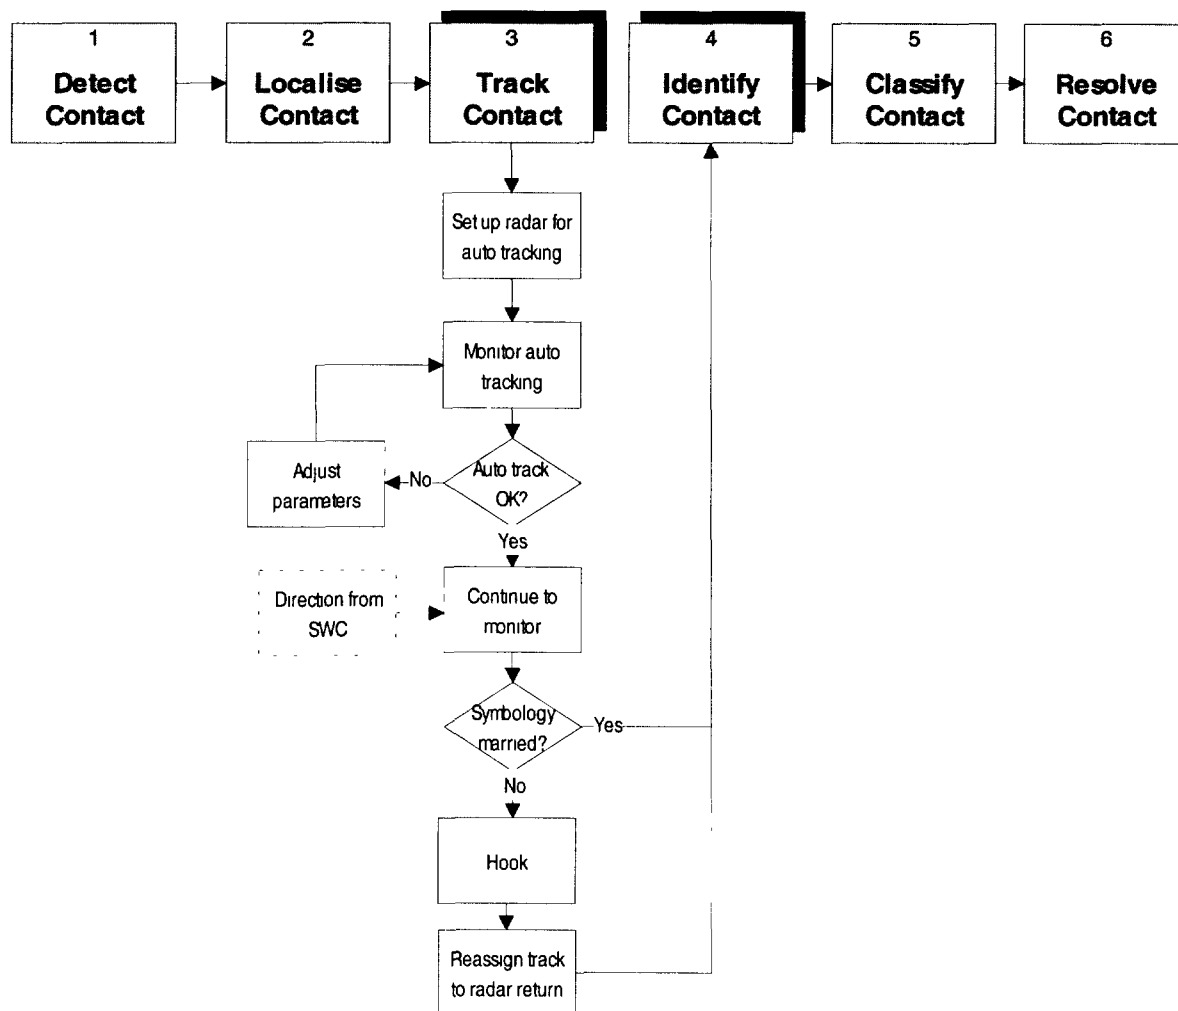 1
Detect
Contact
2
Localise
Contact
3
Track
Contact
4
Identify
Contact
5
Classify
Contact
6
Resolve
Contact
Set up radar for
auto tracking
Monitor auto
tracking
Adjust
parameters
No
Auto track
OK?
Yes
Direction from
SWC
Continue to
monitor
Symbology
married?
Yes
No
Hook
Reassign track
to radar return